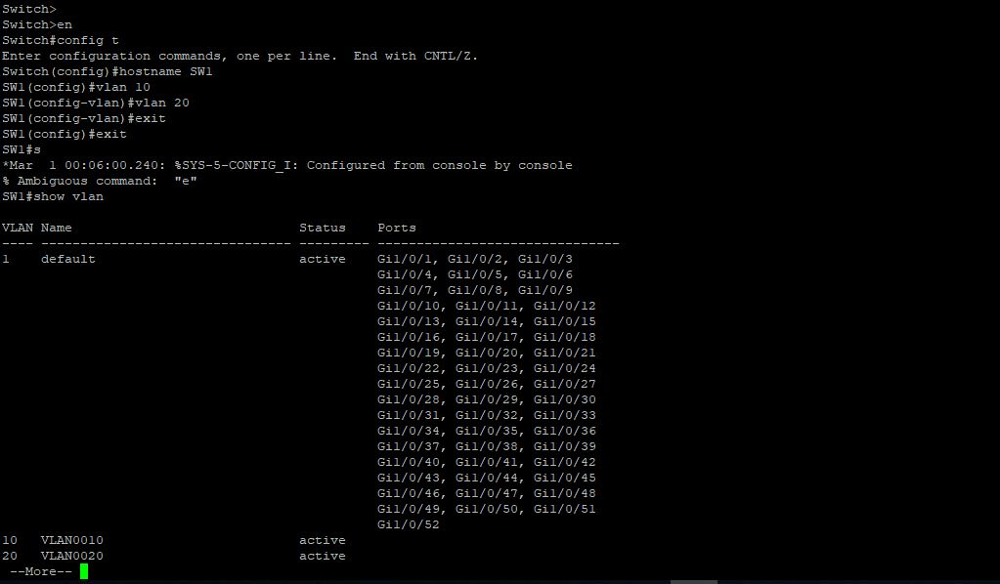 Switch>
Switch>en
Switch#config t
Enter configuration commands, one per line.  End with CNTL/Z.
Switch(config)#hostname SW1
SW1(config)#vlan 10
SW1(config-vlan)#vlan 20
SW1(config-vlan)#exit
SW1(config)#exit
SW1#s
*Mar  1 00:06:00.240: %SYS-5-CONFIG_I: Configured from console by console
% Ambiguous command:  "e"
SW1#show vlan
VLAN Name                             Status    Ports
---- -------------------------------- --------- -------------------------------
1    default                          active    Gi1/0/1, Gi1/0/2, Gi1/0/3
                                                Gi1/0/4, Gi1/0/5, Gi1/0/6
                                                Gi1/0/7, Gi1/0/8, Gi1/0/9
                                                Gi1/0/10, Gi1/0/11, Gi1/0/12
                                                Gi1/0/13, Gi1/0/14, Gi1/0/15
                                                Gi1/0/16, Gi1/0/17, Gi1/0/18
                                                Gi1/0/19, Gi1/0/20, Gi1/0/21
                                                Gi1/0/22, Gi1/0/23, Gi1/0/24
                                                Gi1/0/25, Gi1/0/26, Gi1/0/27
                                                Gi1/0/28, Gi1/0/29, Gi1/0/30
                                                Gi1/0/31, Gi1/0/32, Gi1/0/33
                                                Gi1/0/34, Gi1/0/35, Gi1/0/36
                                                Gi1/0/37, Gi1/0/38, Gi1/0/39
                                                Gi1/0/40, Gi1/0/41, Gi1/0/42
                                                Gi1/0/43, Gi1/0/44, Gi1/0/45
                                                Gi1/0/46, Gi1/0/47, Gi1/0/48
                                                Gi1/0/49, Gi1/0/50, Gi1/0/51
                                                Gi1/0/52
10   VLAN0010                         active
20   VLAN0020                         active
 --More--